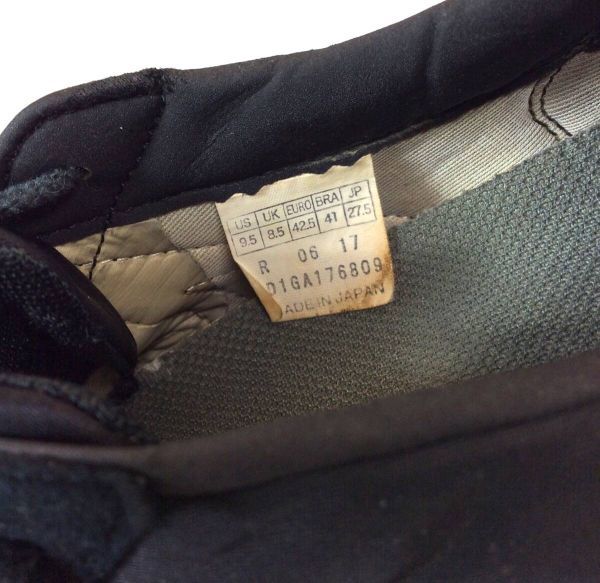 US UK EURO BRA JP
9.5 8.5 42.5 41 27.5
R 06 17
D1GA176809
ADE IN JAPAN